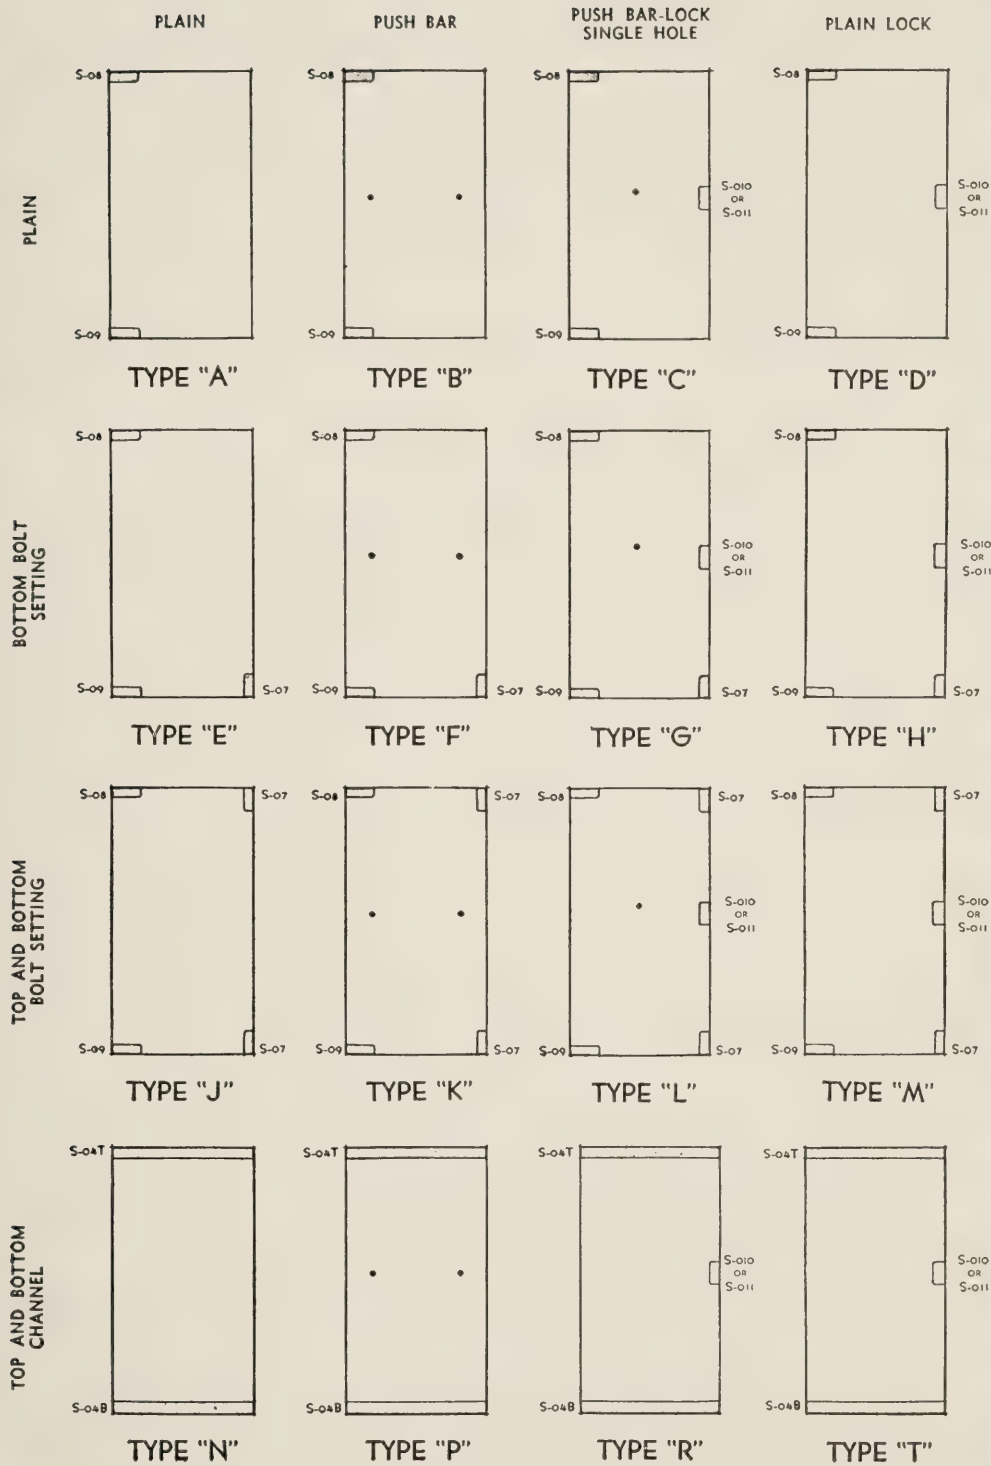 PLAIN
PUSH BAR
PUSH BAR-LOCK
SINGLE HOLE
PLAIN LOCK
PLAIN
S-08
S-09
TYPE "A"
S-08
S-09
TYPE "B"
S-08
S-010
OR
S-011
S-09
TYPE "C"
S-08
S-010
OR
S-011
S-09
TYPE "D"
BOTTOM BOLT
SETTING
S-08
S-09
S-07
TYPE "E"
S-08
S-09
S-07
TYPE "F"
S-08
S-010
OR
S-011
S-09
S-07
TYPE "G"
S-08
S-010
OR
S-011
S-09
S-07
TYPE "H"
TOP AND BOTTOM
BOLT SETTING
S-08
S-07
S-09
S-07
TYPE "J"
S-08
S-07
S-09
S-07
TYPE "K"
S-08
S-07
S-010
OR
S-011
S-09
S-07
TYPE "L"
S-08
S-07
S-010
OR
S-011
S-09
S-07
TYPE "M"
TOP AND BOTTOM
CHANNEL
S-04T
S-04B
TYPE "N"
S-04T
S-04B
TYPE "P"
S-04T
S-010
OR
S-011
S-04B
TYPE "R"
S-04T
S-010
OR
S-011
S-04B
TYPE "T"